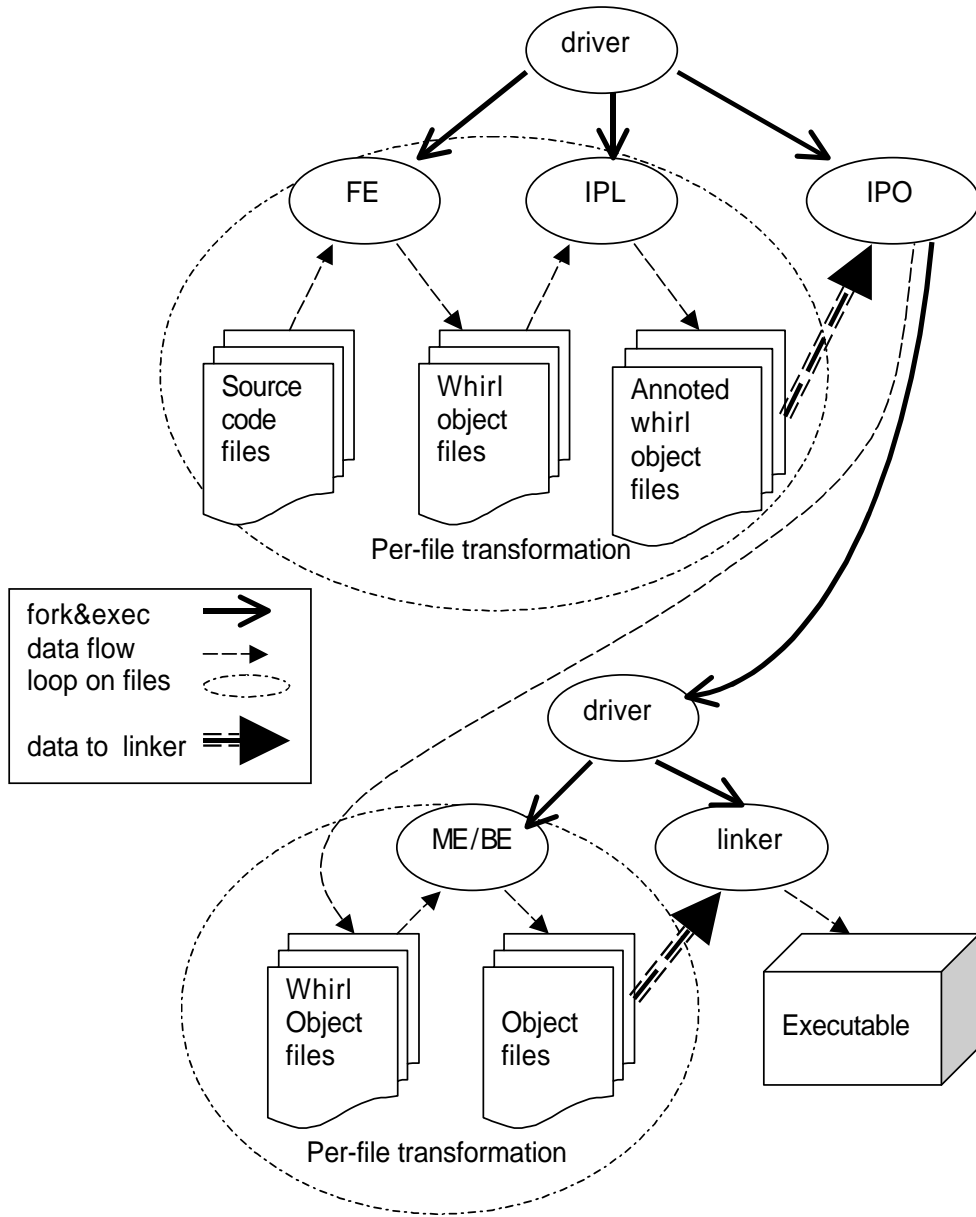 driver
FE
IPL
IPO
Source
code
files
Whirl
object
files
Annoted
whirl
object
files
Per-file transformation
fork&exec
data flow
loop on files
data to linker
driver
ME/BE
linker
Whirl
Object
files
Object
files
Executable
Per-file transformation